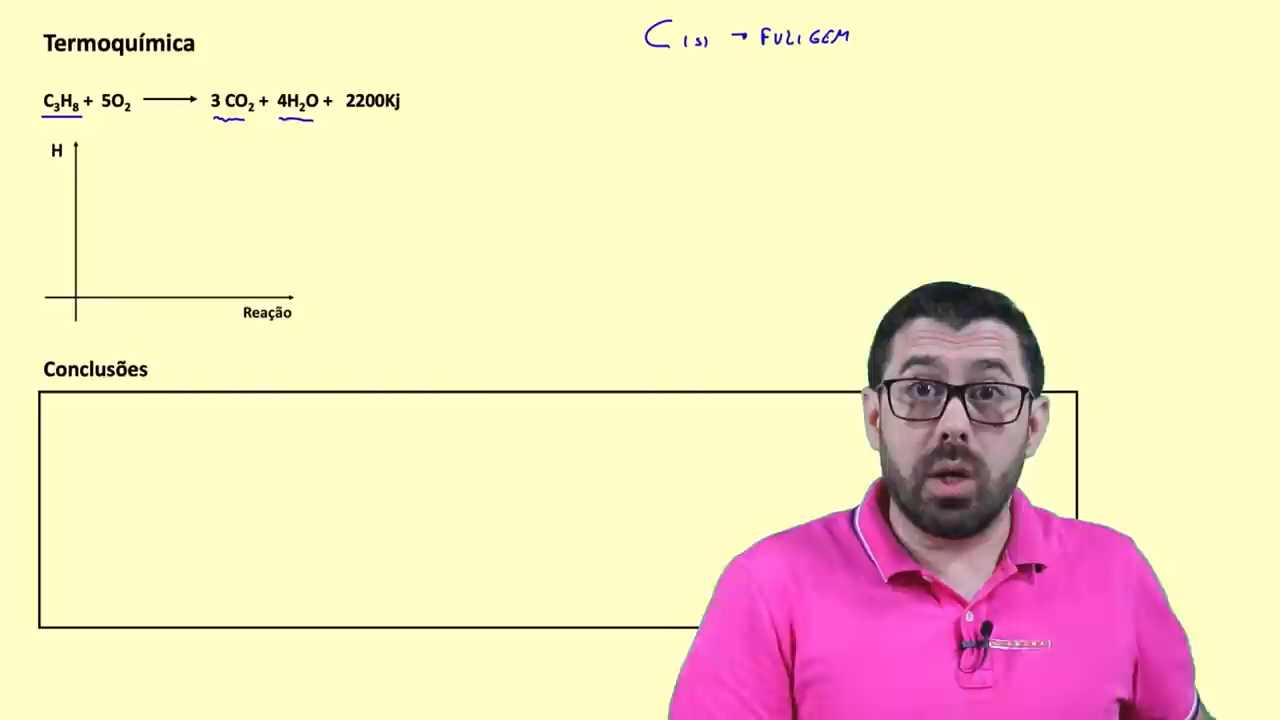 Termoquímica
C(s) → FULIGEM
C₃H₈ + 5O₂ ⟶ 3 CO₂ + 4H₂O + 2200Kj
H
Reação
Conclusões